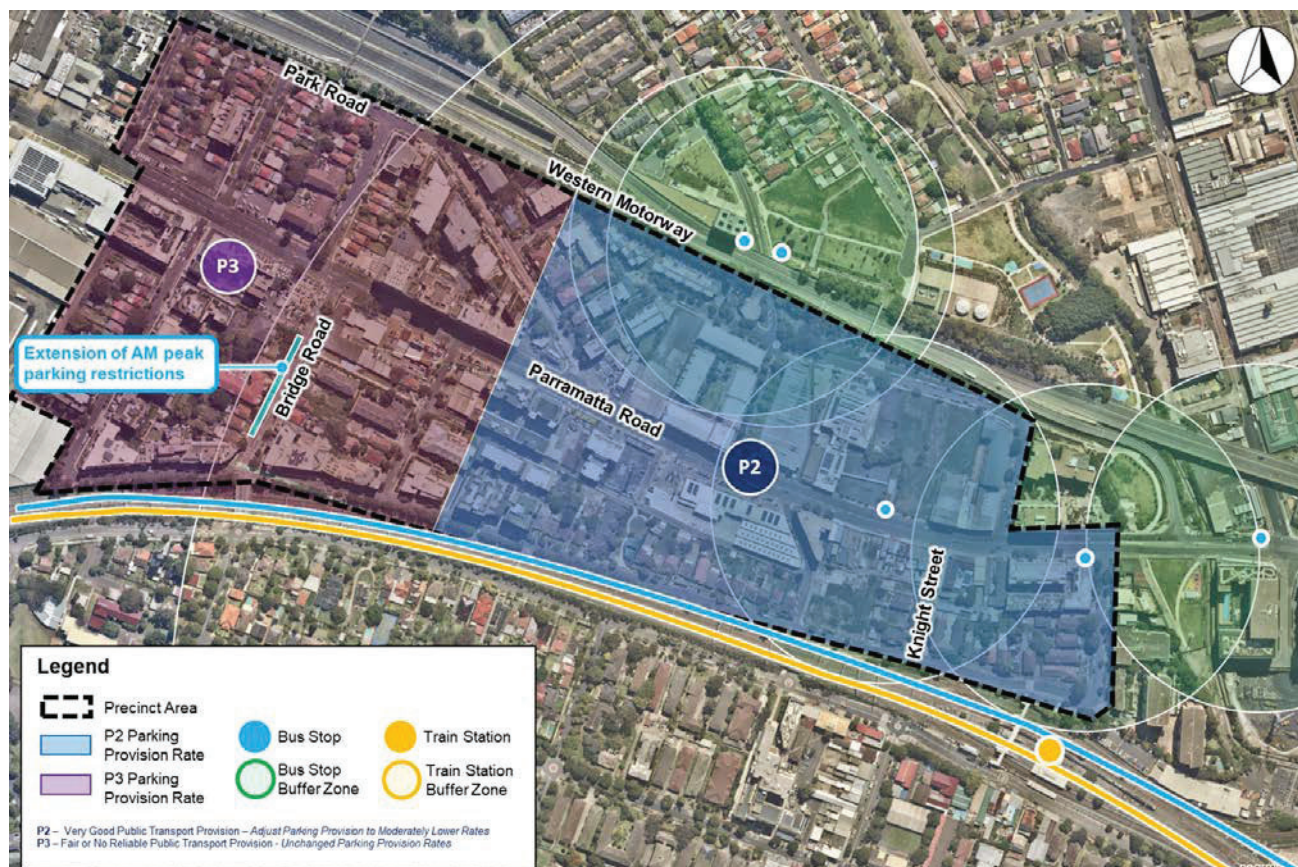 Park Road
Western Motorway
P3
Extension of AM peak
parking restrictions
Bridge Road
Parramatta Road
P2
Knight Street
Legend
Precinct Area
P2 Parking
Provision Rate
P3 Parking
Provision Rate
Bus Stop
Bus Stop
Buffer Zone
Train Station
Train Station
Buffer Zone
P2 – Very Good Public Transport Provision – Adjust Parking Provision to Moderately Lower Rates
P3 – Fair or No Reliable Public Transport Provision - Unchanged Parking Provision Rates